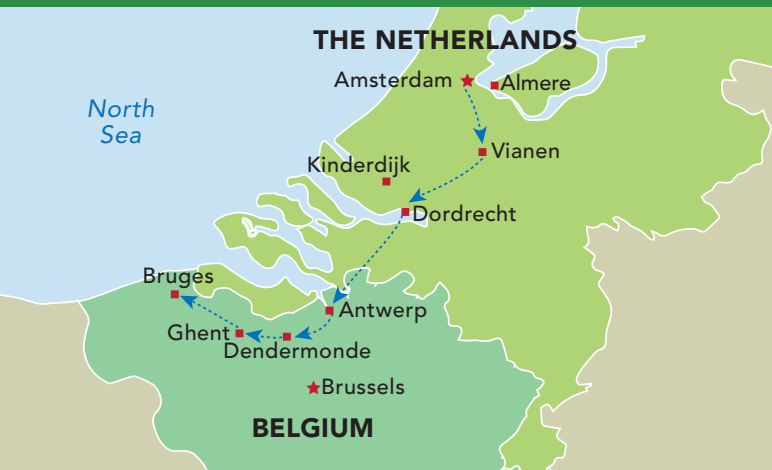 THE NETHERLANDS
Amsterdam
Almere
North
Sea
Vianen
Kinderdijk
Dordrecht
Bruges
Antwerp
Ghent
Dendermonde
Brussels
BELGIUM